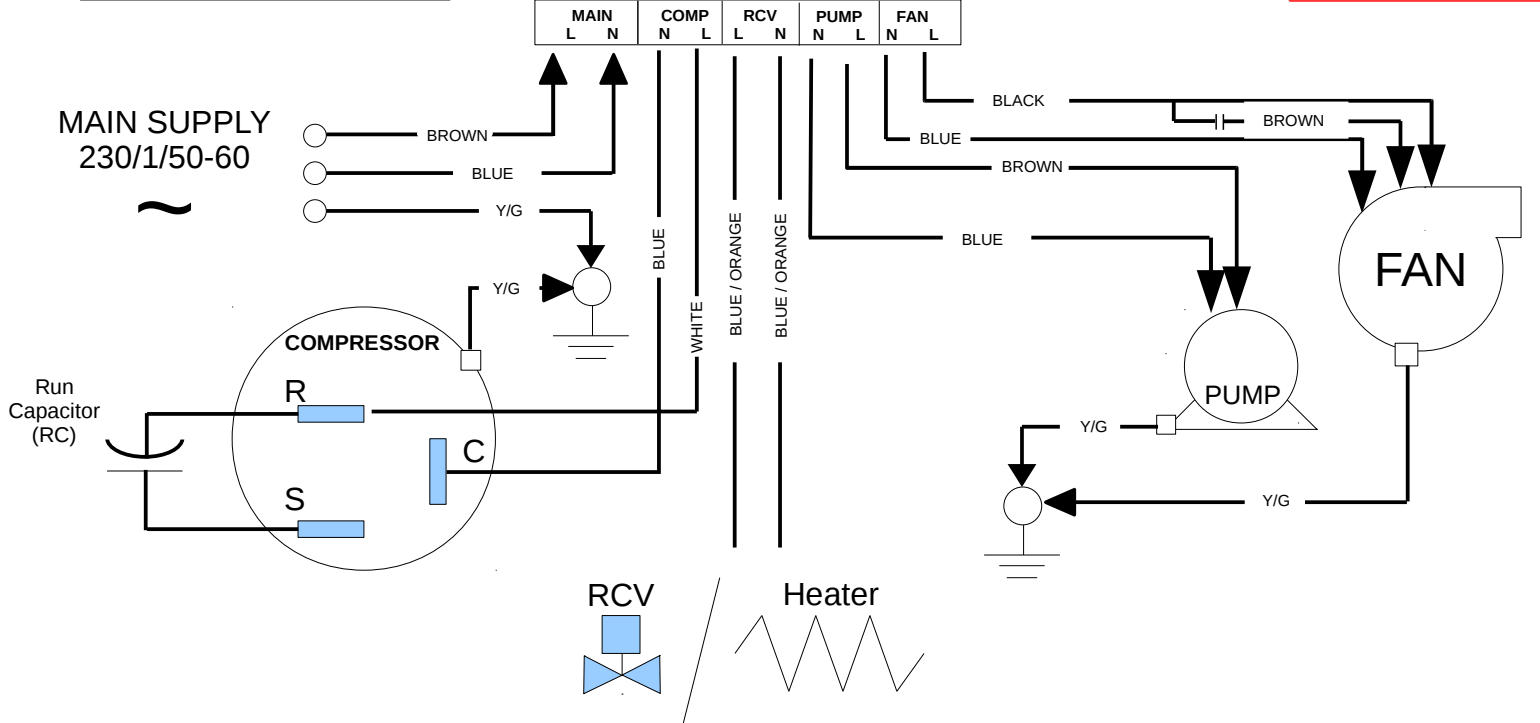 MAIN COMP RCV PUMP FAN
L N N L L N N L N L
BLACK
BROWN
BLUE
BROWN
MAIN SUPPLY
230/1/50-60
~
BROWN
BLUE
Y/G
Y/G
BLUE
WHITE
BLUE / ORANGE
BLUE / ORANGE
BLUE
FAN
COMPRESSOR
Run
Capacitor
(RC)
R
C
S
PUMP
Y/G
Y/G
RCV
Heater